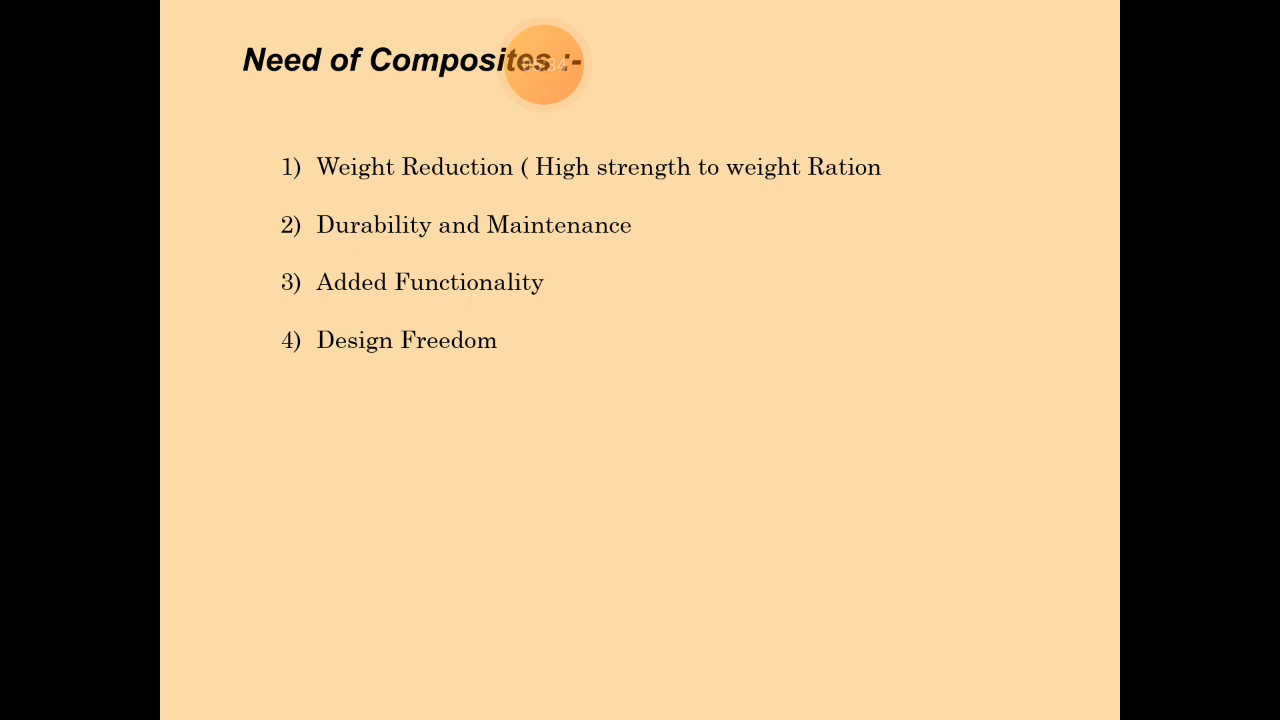 Need of Composites :-
1) Weight Reduction ( High strength to weight Ration
2) Durability and Maintenance
3) Added Functionality
4) Design Freedom